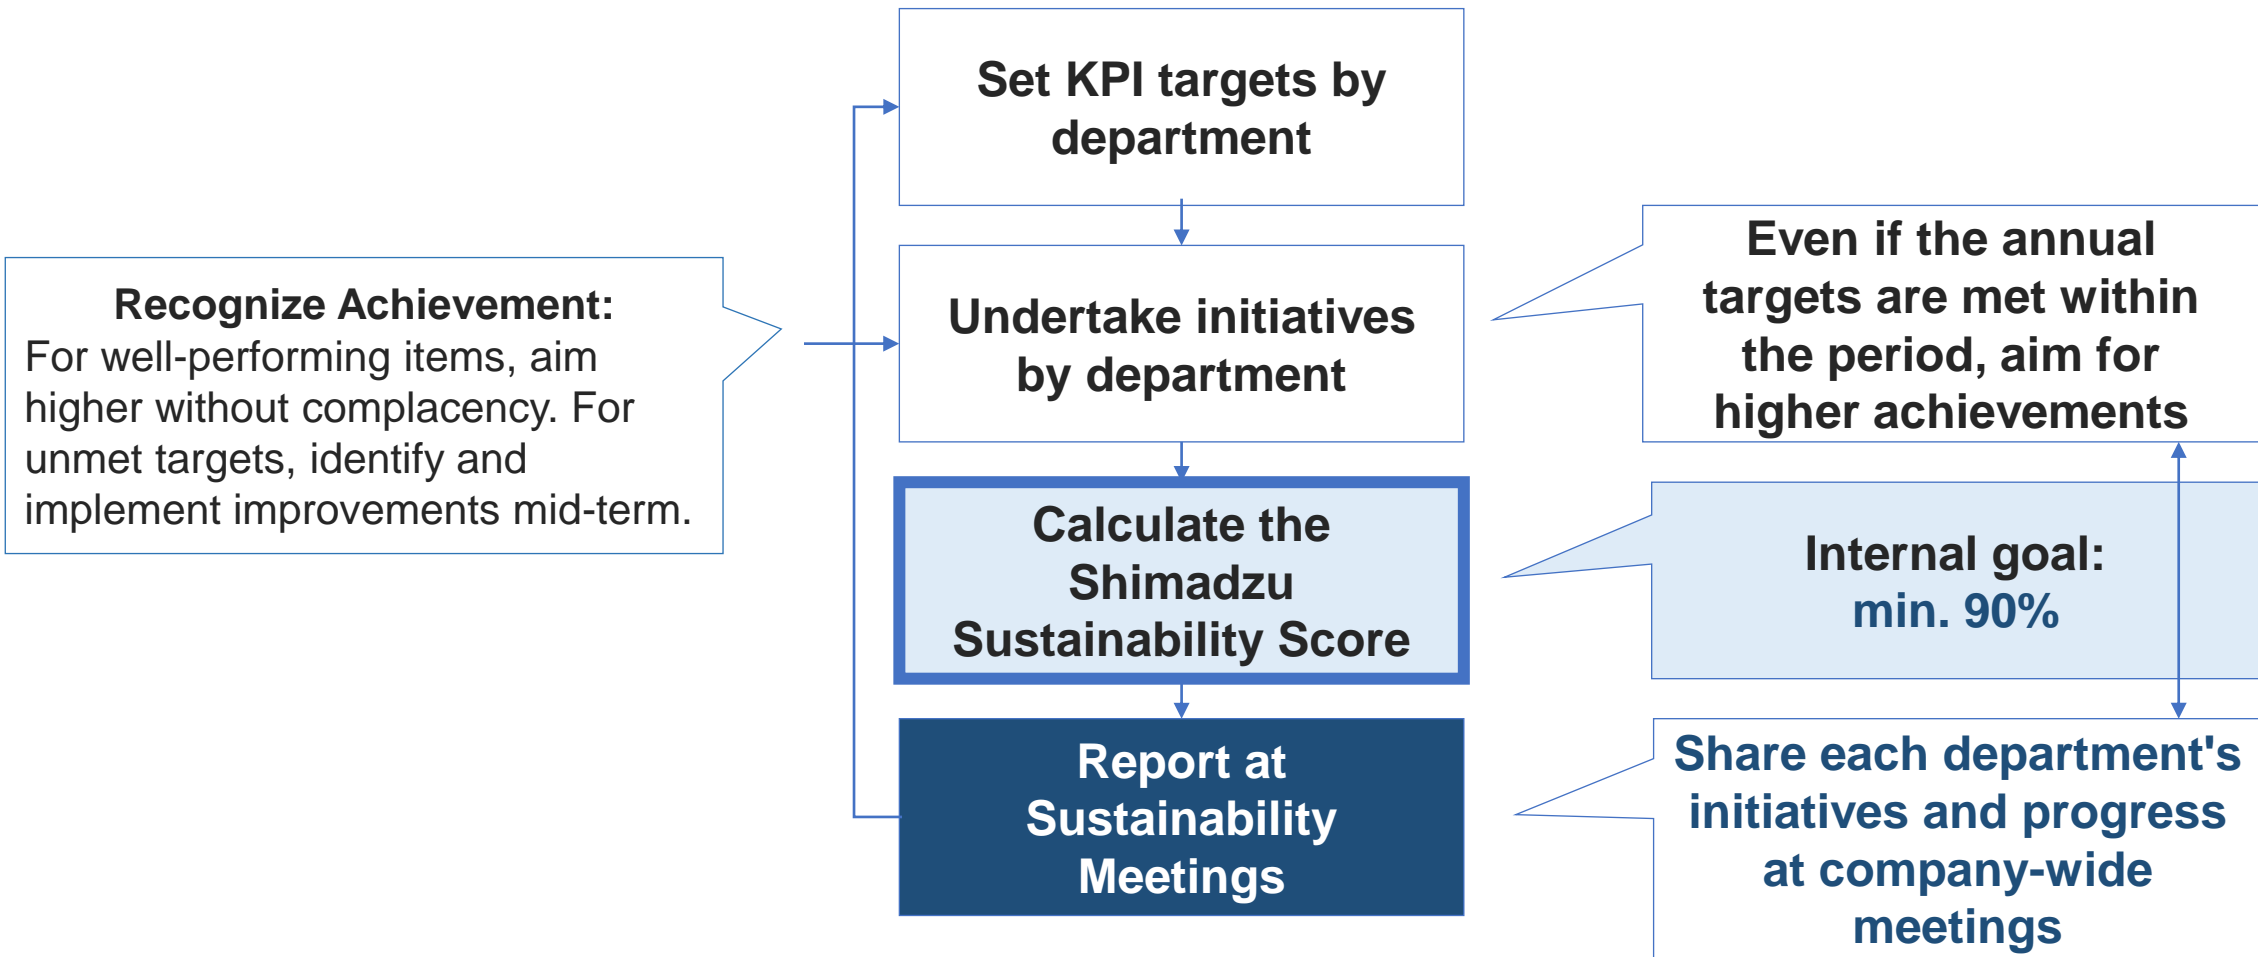 Set KPI targets by
department
Recognize Achievement:
For well-performing items, aim
higher without complacency. For
unmet targets, identify and
implement improvements mid-term.
Undertake initiatives
by department
Even if the annual
targets are met within
the period, aim for
higher achievements
Calculate the
Shimadzu
Sustainability Score
Internal goal:
min. 90%
Report at
Sustainability
Meetings
Share each department's
initiatives and progress
at company-wide
meetings